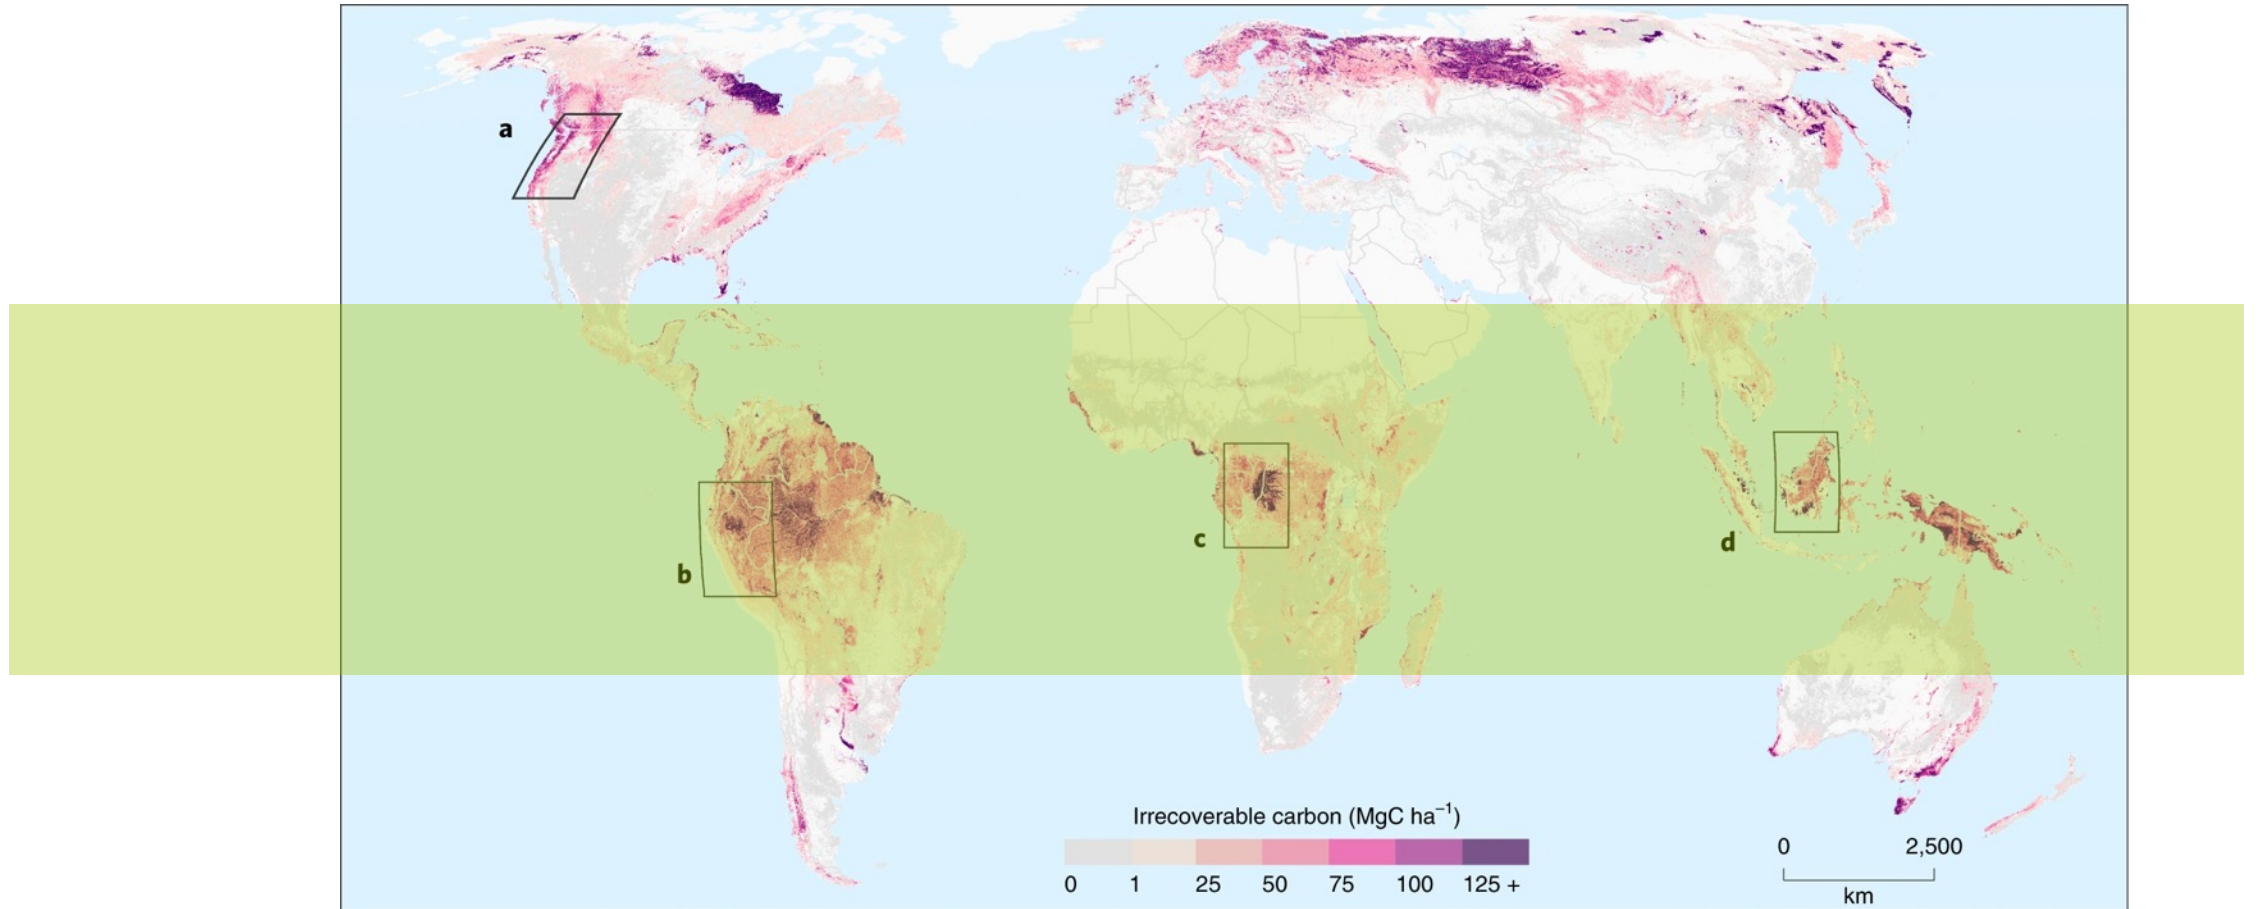 a
b
c
d
Irrecoverable carbon (MgC ha⁻¹)
0 1 25 50 75 100 125 +
0 2,500
km